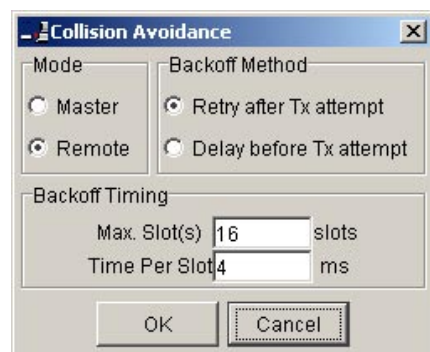 Collision Avoidance
Mode
Backoff Method
Master
Retry after Tx attempt
Remote
Delay before Tx attempt
Backoff Timing
Max. Slot(s) 16 slots
Time Per Slot 4 ms
OK Cancel